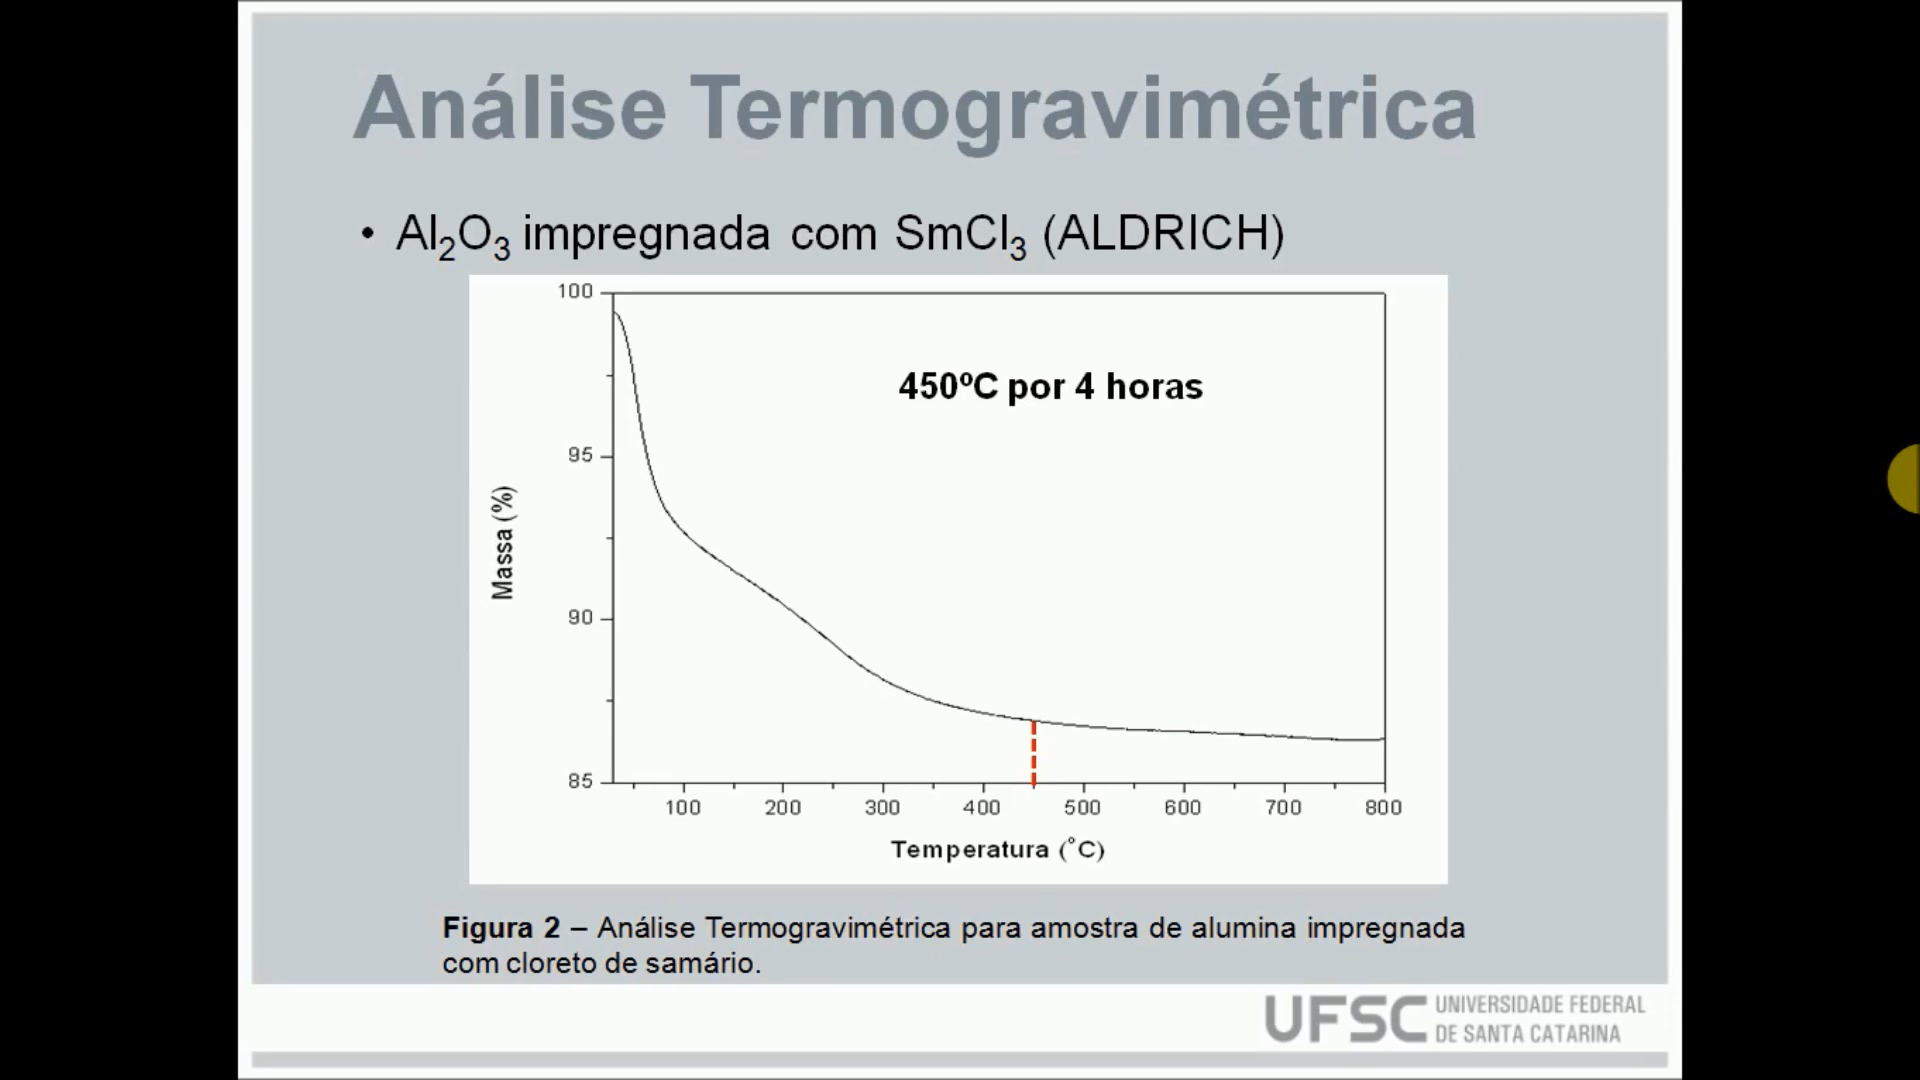 Análise Termogravimétrica
• Al₂O₃ impregnada com SmCl₃ (ALDRICH)
100
95
90
85
Massa (%)
450ºC por 4 horas
100 200 300 400 500 600 700 800
Temperatura (°C)
Figura 2 – Análise Termogravimétrica para amostra de alumina impregnada
com cloreto de samário.
UFSC UNIVERSIDADE FEDERAL
DE SANTA CATARINA